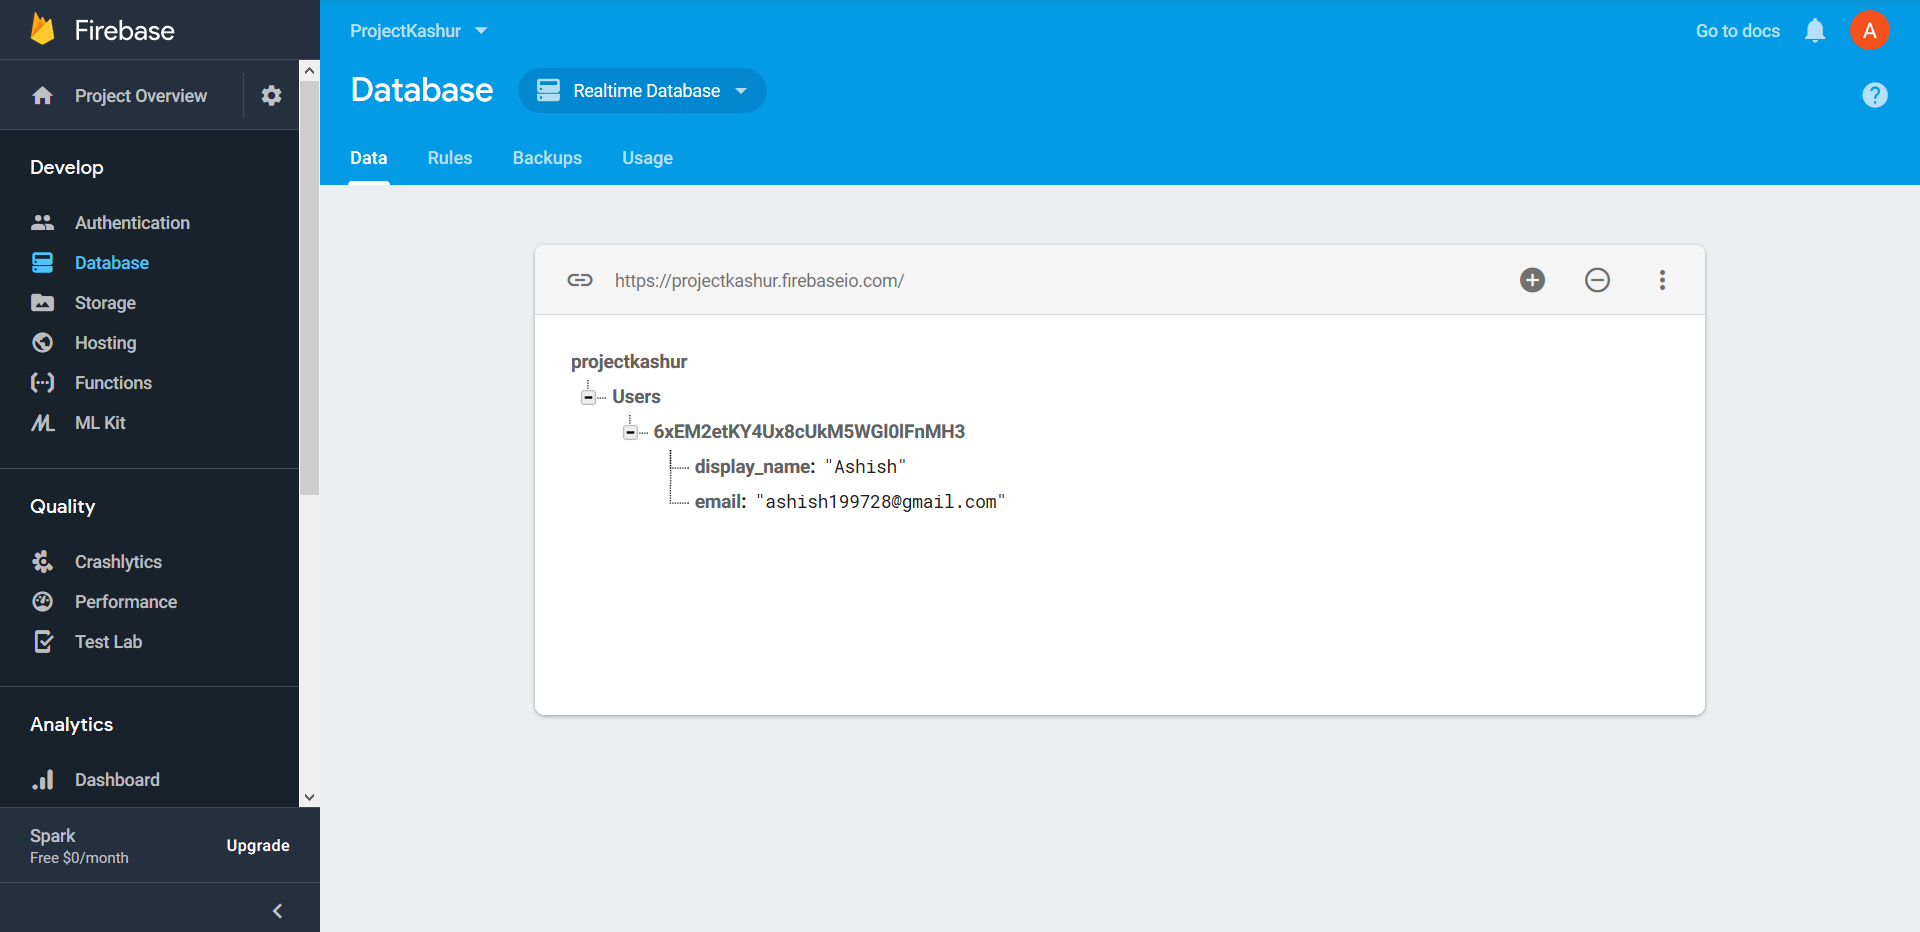 Firebase
Project Overview
Develop
Authentication
Database
Storage
Hosting
Functions
ML Kit
Quality
Crashlytics
Performance
Test Lab
Analytics
Dashboard
Spark
Free $0/month
Upgrade
ProjectKashur
Go to docs
A
Database
Realtime Database
?
Data Rules Backups Usage
https://projectkashur.firebaseio.com/
projectkashur
Users
6xEM2etKY4Ux8cUkM5WGl0lFnMH3
display_name: "Ashish"
email: "ashish199728@gmail.com"